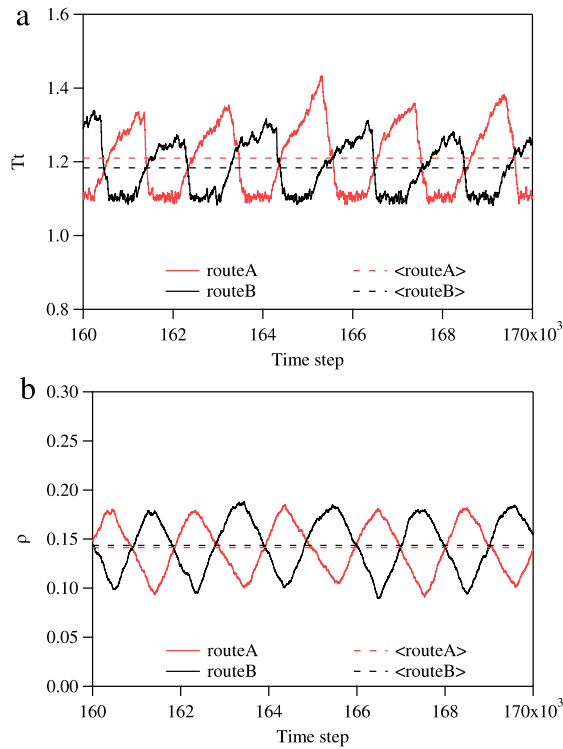 a
1.6
1.4
1.2
1.0
0.8
Tt
routeA <routeA>
routeB <routeB>
160 162 164 166 168 170x10³
Time step
b
0.30
0.25
0.20
0.15
0.10
0.05
0.00
ρ
routeA <routeA>
routeB <routeB>
160 162 164 166 168 170x10³
Time step